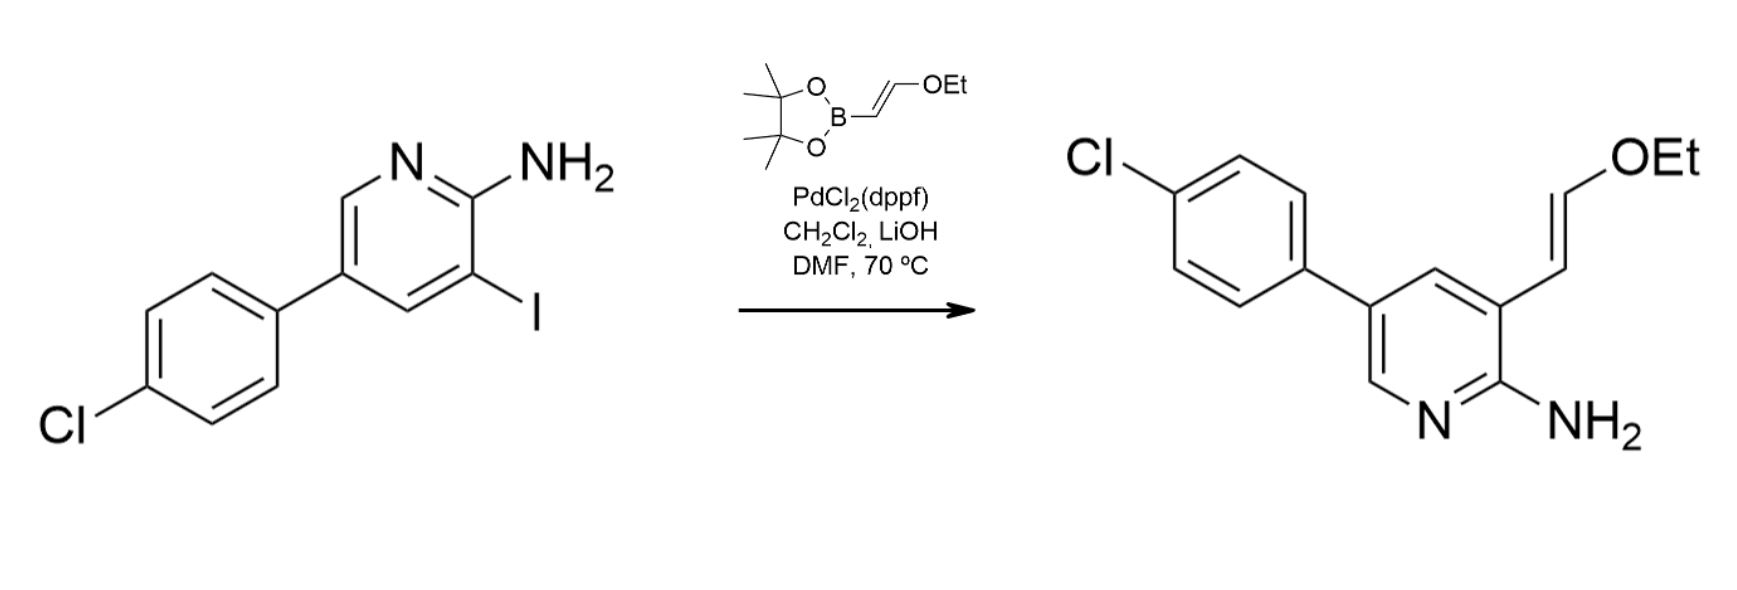 N
NH2
I
Cl
O
B
O
OEt
PdCl2(dppf)
CH2Cl2, LiOH
DMF, 70 ºC
Cl
OEt
N
NH2